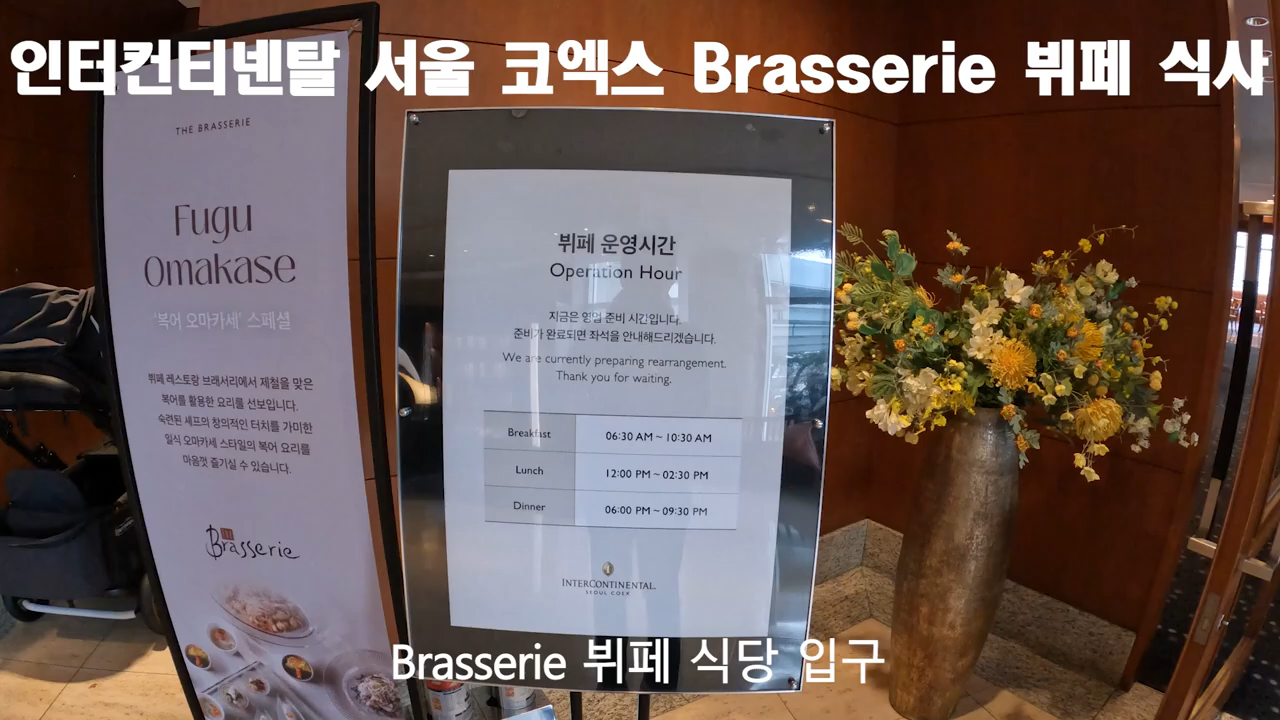 인터컨티넨탈 서울 코엑스 Brasserie 뷔페 식사
THE BRASSERIE
Fugu
Omakase
'복어 오마카세' 스페셜
뷔페 레스토랑 브래서리에서 제철을 맞은
복어를 활용한 요리를 선보입니다.
숙련된 셰프의 창의적인 터치를 가미한
일식 오마카세 스타일의 복어 요리를
마음껏 즐기실 수 있습니다.
Brasserie
뷔페 운영시간
Operation Hour
지금은 영업 준비 시간입니다.
준비가 완료되면 좌석을 안내해드리겠습니다.
We are currently preparing rearrangement.
Thank you for waiting.
Breakfast 06:30 AM ~ 10:30 AM
Lunch 12:00 PM ~ 02:30 PM
Dinner 06:00 PM ~ 09:30 PM
INTERCONTINENTAL
SEOUL COEX
Brasserie 뷔페 식당 입구